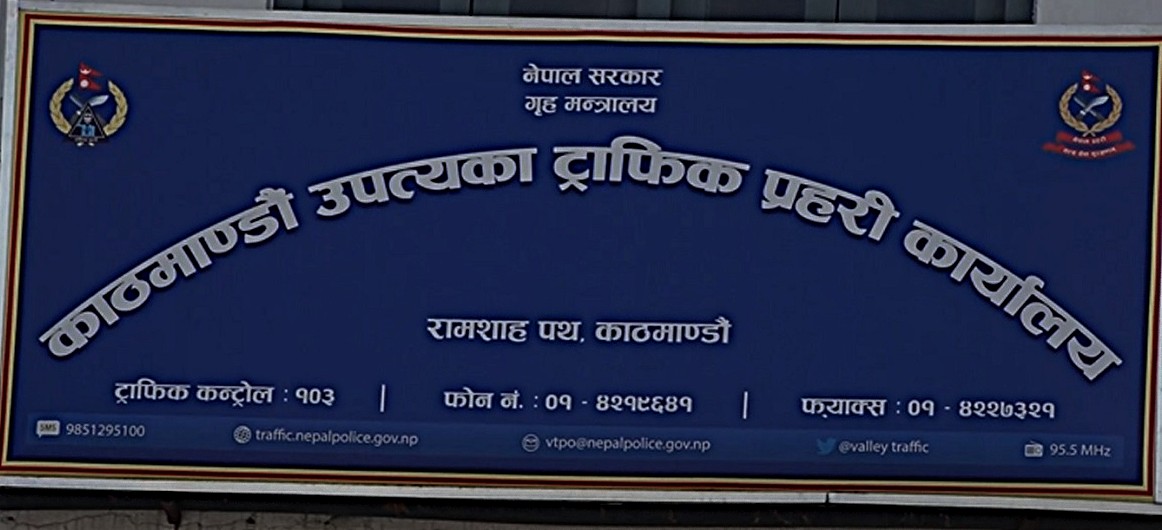 नेपाल सरकार
गृह मन्त्रालय
काठमाण्डौं उपत्यका ट्राफिक प्रहरी कार्यालय
रामशाह पथ, काठमाण्डौं
ट्राफिक कन्ट्रोल : १०३ | फोन नं. : ०१ - ४२१९६४१ | फ्याक्स : ०१ - ४२२७३२१
SMS 9851295100 traffic.nepalpolice.gov.np vtpo@nepalpolice.gov.np @valley traffic 95.5 MHz